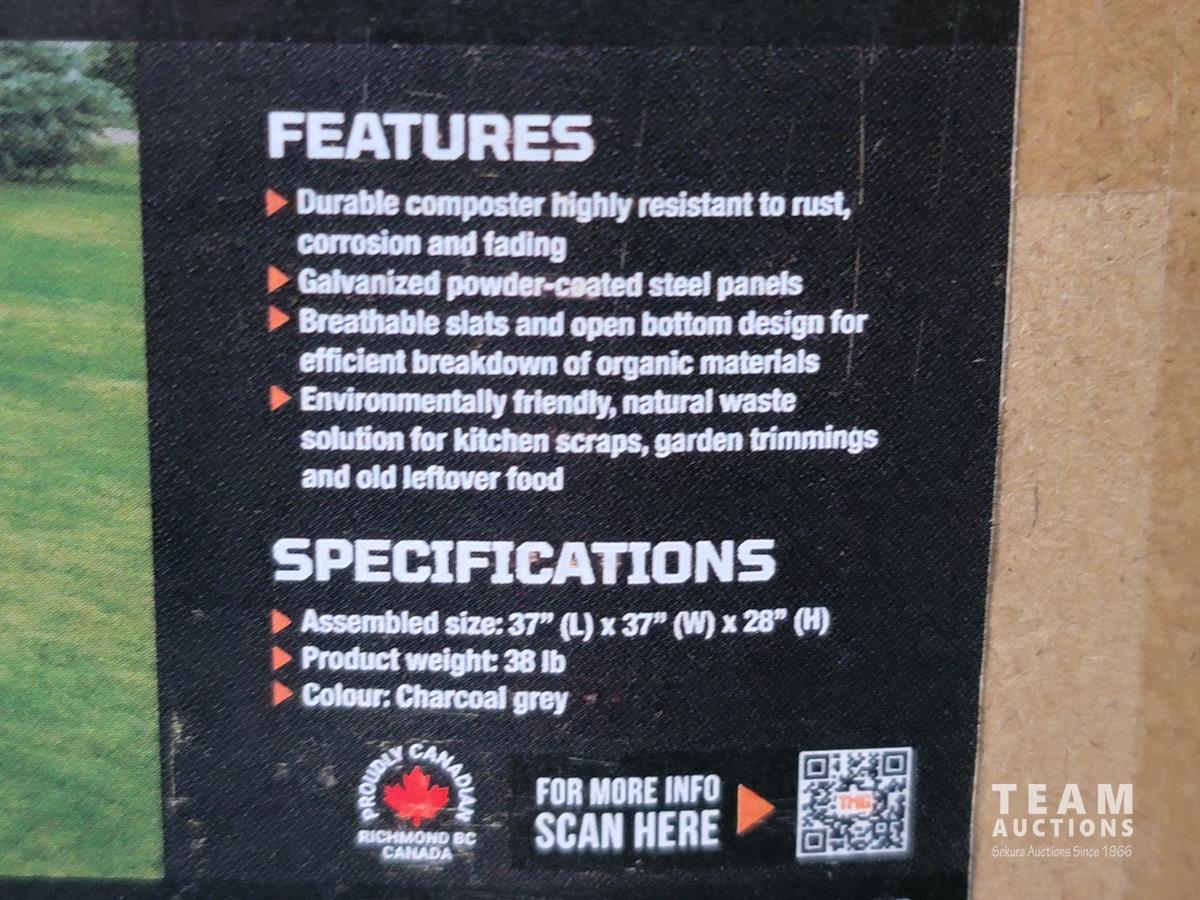 FEATURES
Durable composter highly resistant to rust,
corrosion and fading
Galvanized powder-coated steel panels
Breathable slats and open bottom design for
efficient breakdown of organic materials
Environmentally friendly, natural waste
solution for kitchen scraps, garden trimmings
and old leftover food
SPECIFICATIONS
Assembled size: 37” (L) x 37” (W) x 28” (H)
Product weight: 38 lb
Colour: Charcoal grey
PROUDLY CANADIAN
RICHMOND BC
CANADA
FOR MORE INFO
SCAN HERE
TMG
TEAM
AUCTIONS
Sekura Auctions Since 1966